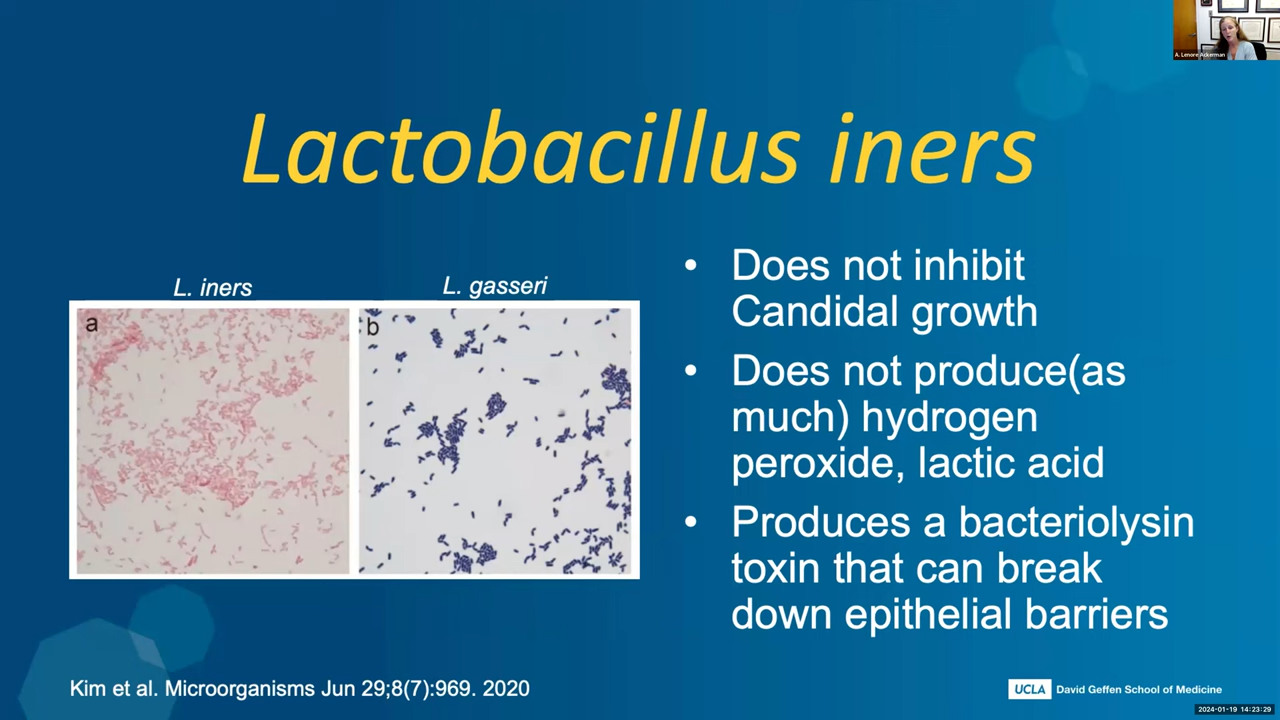 A. Lenore Ackerman
Lactobacillus iners
L. iners
L. gasseri
a
b
• Does not inhibit
Candidal growth
• Does not produce(as
much) hydrogen
peroxide, lactic acid
• Produces a bacteriolysin
toxin that can break
down epithelial barriers
Kim et al. Microorganisms Jun 29;8(7):969. 2020
UCLA David Geffen School of Medicine
2024-01-19 14:23:29